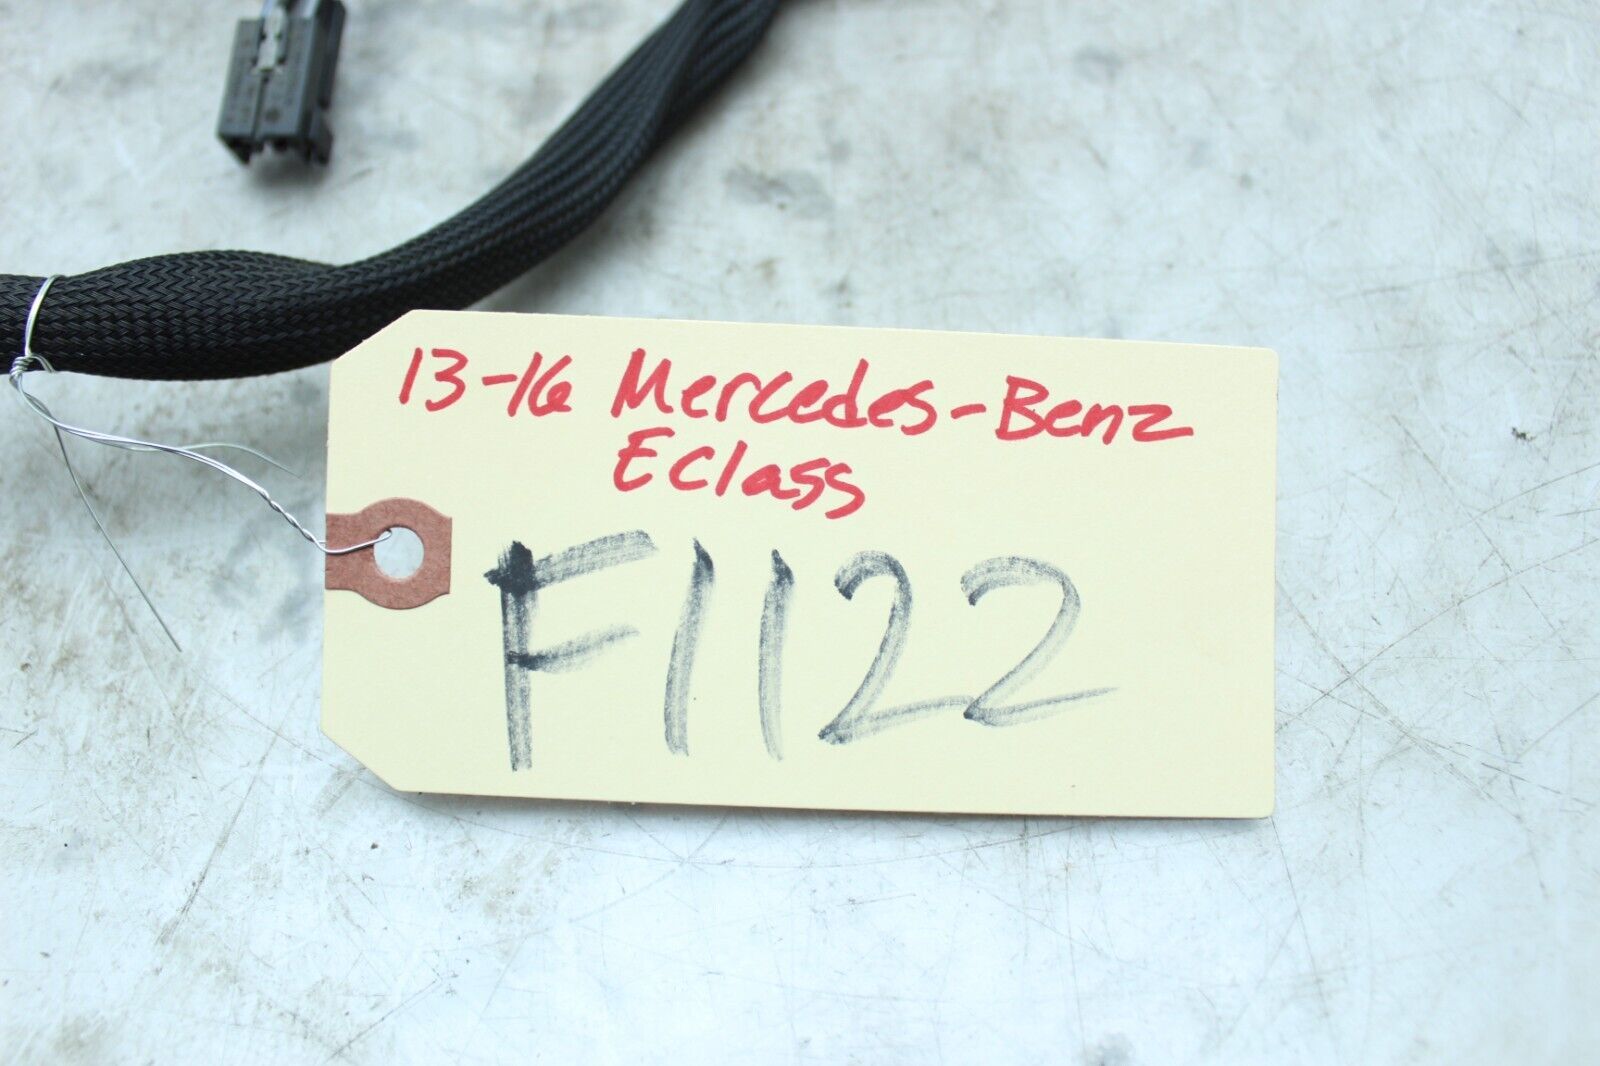 13-16 Mercedes-Benz
E Class
F1122